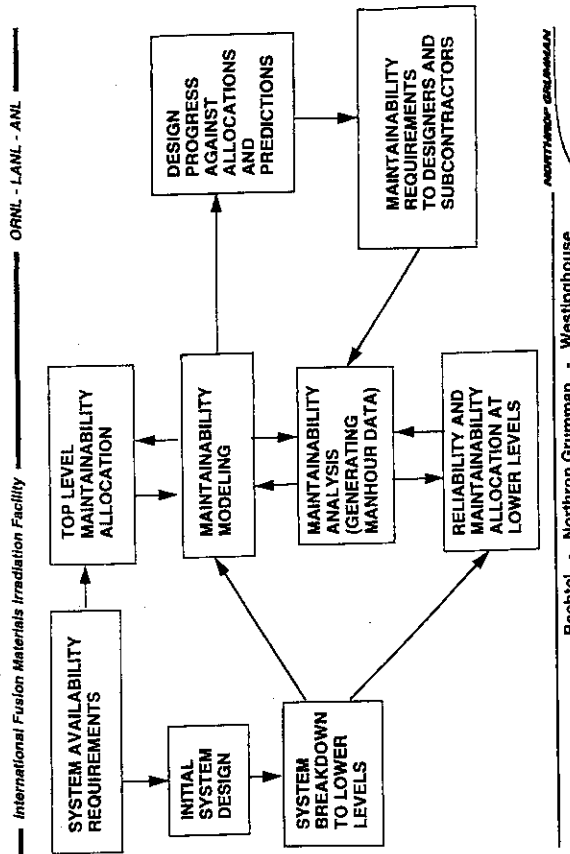 International Fusion Materials Irradiation Facility
ORNL - LANL - ANL
SYSTEM AVAILABILITY
REQUIREMENTS
TOP LEVEL
MAINTAINABILITY
ALLOCATION
INITIAL
SYSTEM
DESIGN
MAINTAINABILITY
MODELING
DESIGN
PROGRESS
AGAINST
ALLOCATIONS
AND
PREDICTIONS
SYSTEM
BREAKDOWN
TO LOWER
LEVELS
MAINTAINABILITY
ANALYSIS
(GENERATING
MANHOUR DATA)
MAINTAINABILITY
REQUIREMENTS
TO DESIGNERS AND
SUBCONTRACTORS
RELIABILITY AND
MAINTAINABILITY
ALLOCATION AT
LOWER LEVELS
NORTHROP GRUMMAN
Bechtel - Northrop Grumman - Westinghouse